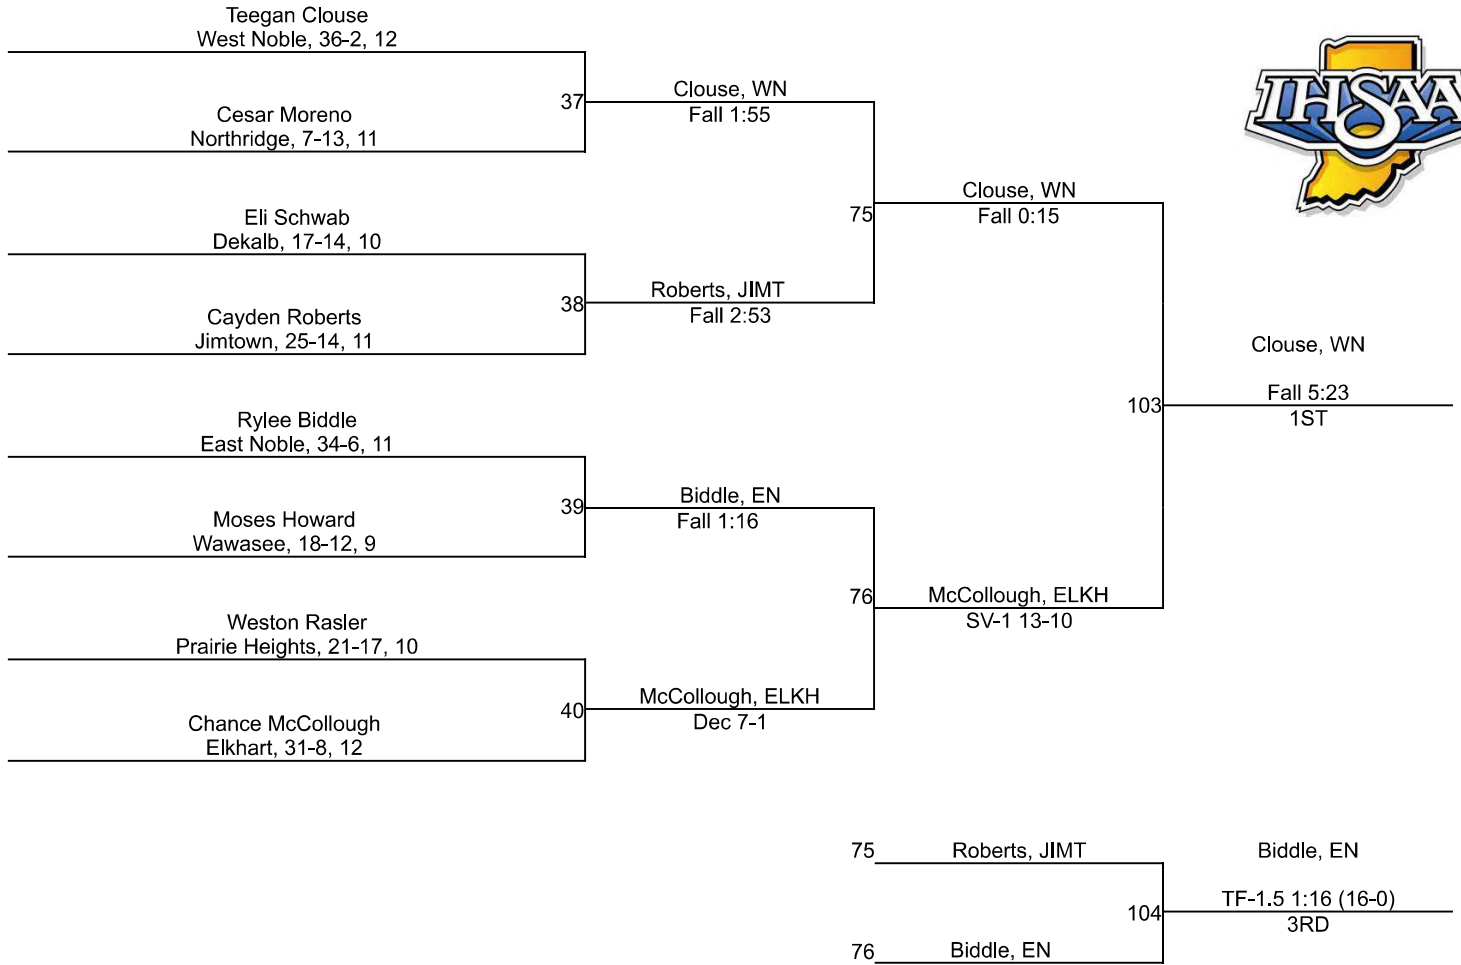 Teegan Clouse
West Noble, 36-2, 12
Cesar Moreno
Northridge, 7-13, 11
Eli Schwab
Dekalb, 17-14, 10
Cayden Roberts
Jimtown, 25-14, 11
Rylee Biddle
East Noble, 34-6, 11
Moses Howard
Wawasee, 18-12, 9
Weston Rasler
Prairie Heights, 21-17, 10
Chance McCollough
Elkhart, 31-8, 12
37
38
39
40
Clouse, WN
Fall 1:55
Roberts, JIMT
Fall 2:53
Biddle, EN
Fall 1:16
McCollough, ELKH
Dec 7-1
75
76
Clouse, WN
Fall 0:15
McCollough, ELKH
SV-1 13-10
103
Clouse, WN
Fall 5:23
1ST
IHSAA
75
Roberts, JIMT
76
Biddle, EN
104
Biddle, EN
TF-1.5 1:16 (16-0)
3RD